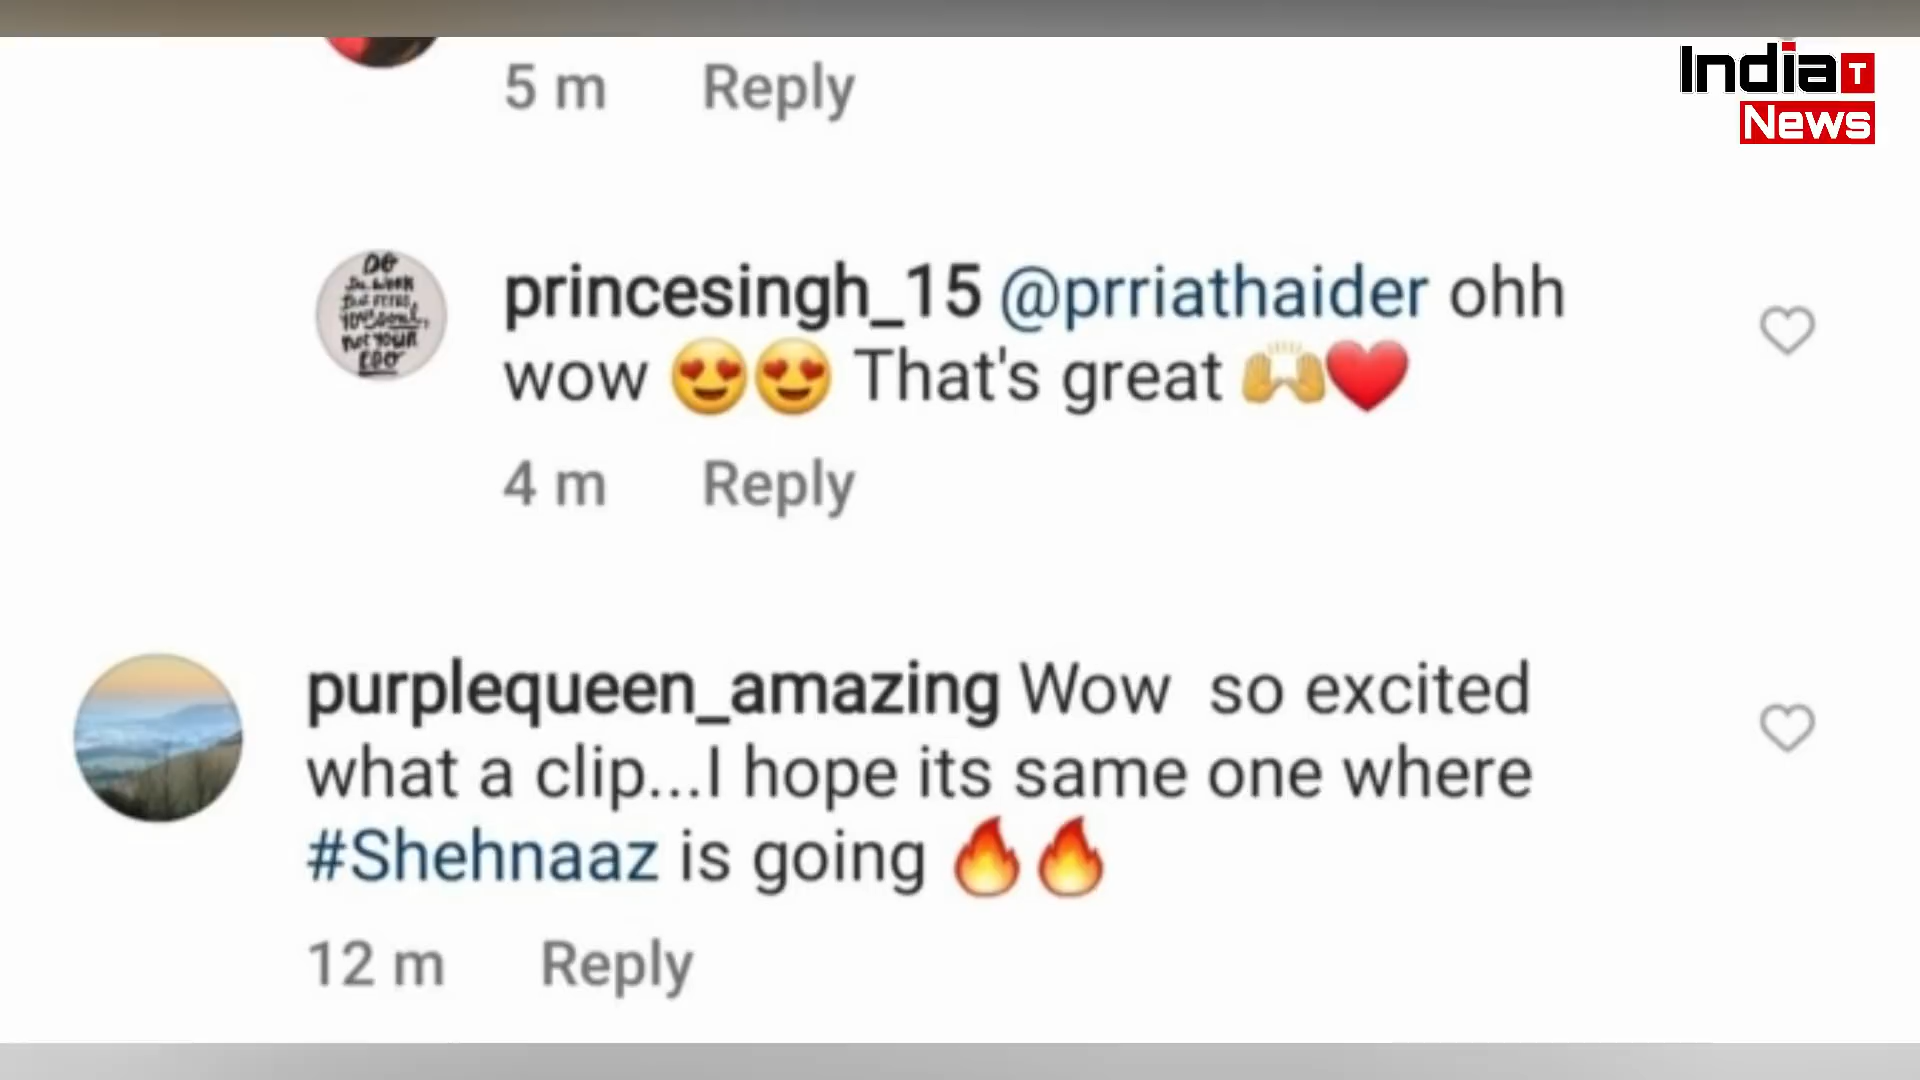 India T
News
5 m Reply
princesingh_15 @prriathaider ohh
wow 😍😍 That's great 🙌❤️
4 m Reply
purplequeen_amazing Wow  so excited
what a clip...I hope its same one where
#Shehnaaz is going 🔥🔥
12 m Reply